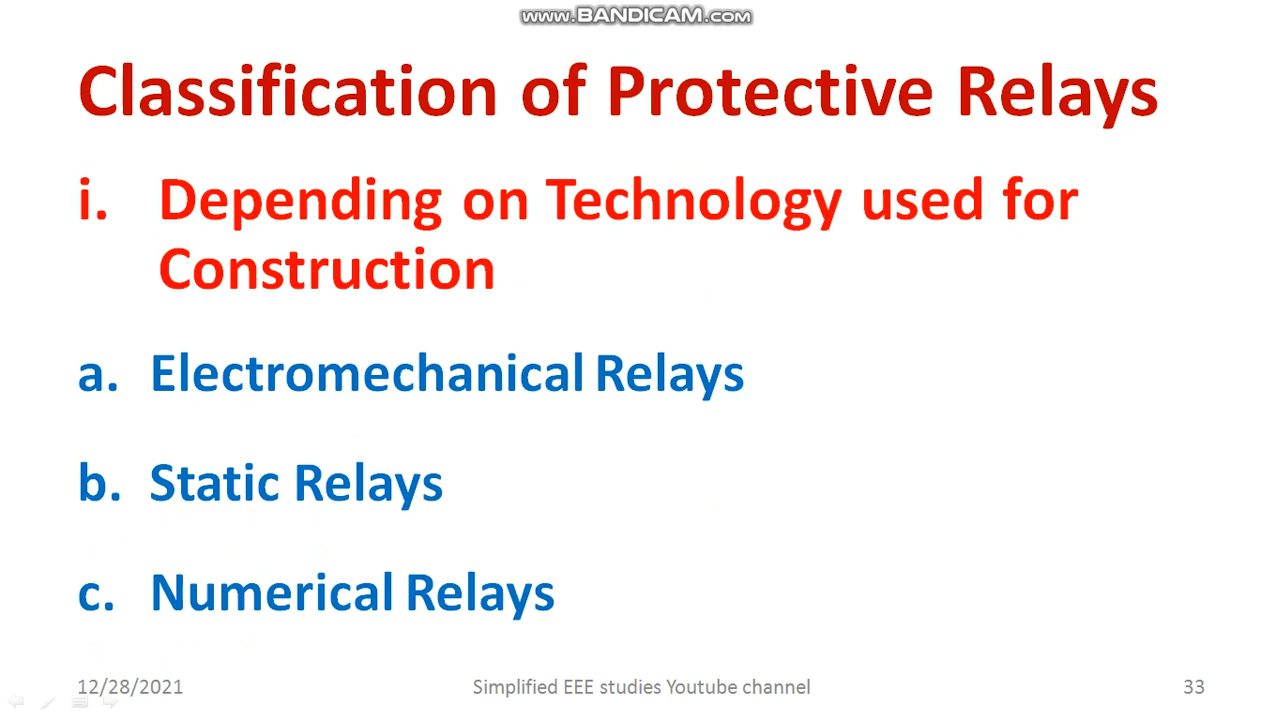 www.BANDICAM.com
Classification of Protective Relays
i. Depending on Technology used for
Construction
a. Electromechanical Relays
b. Static Relays
c. Numerical Relays
12/28/2021 Simplified EEE studies Youtube channel 33